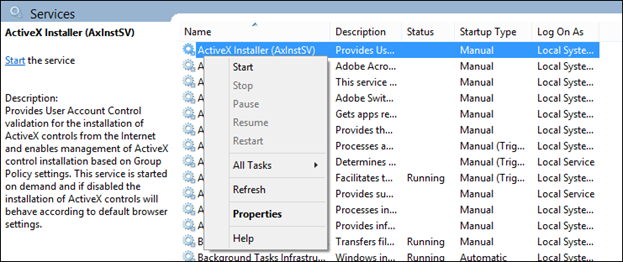 Services
ActiveX Installer (AxInstSV)
Start the service
Description:
Provides User Account Control
validation for the installation of
ActiveX controls from the Internet
and enables management of ActiveX
control installation based on Group
Policy settings. This service is started
on demand and if disabled the
installation of ActiveX controls will
behave according to default browser
settings.
Name Description Status Startup Type Log On As
ActiveX Installer (AxInstSV) Provides Us... Manual Local Syste...
A Adobe Acro... Manual Local Syste...
A This service ... Manual Local Syste...
A Adobe Swit... Manual Local Syste...
A Gets apps re... Manual Local Syste...
A Provides th... Manual Local Syste...
A Processes a... Manual (Trig... Local Syste...
A Determines ... Manual (Trig... Local Service
A Facilitates t... Running Manual (Trig... Local Syste...
A Provides su... Manual Local Service
A Processes in... Manual Local Syste...
A Provides inf... Manual Local Syste...
B Transfers fil... Running Manual Local Syste...
Background Tasks Infrastru... Windows ser... Running Automatic Local Syste...
Start
Stop
Pause
Resume
Restart
All Tasks
Refresh
Properties
Help